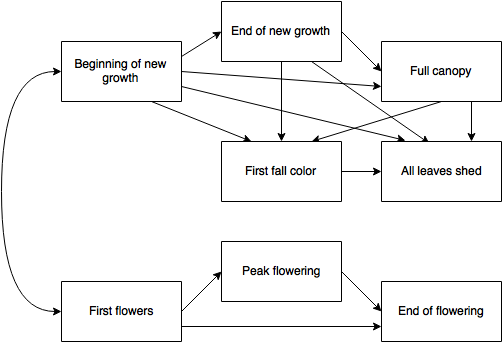 End of new growth
Beginning of new
growth
Full canopy
First fall color
All leaves shed
Peak flowering
First flowers
End of flowering